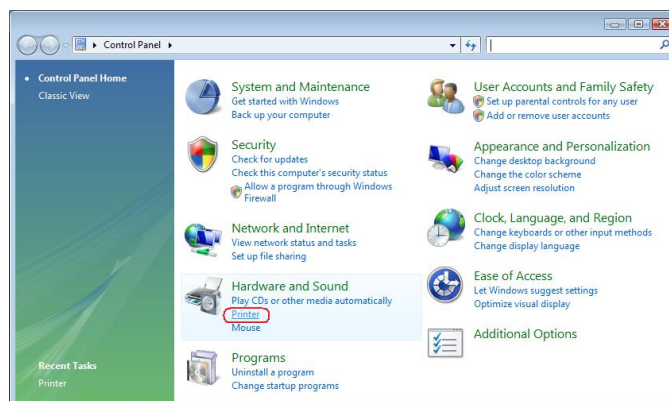 Control Panel
Control Panel Home
Classic View
System and Maintenance
Get started with Windows
Back up your computer
Security
Check for updates
Check this computer's security status
Allow a program through Windows
Firewall
Network and Internet
View network status and tasks
Set up file sharing
Hardware and Sound
Play CDs or other media automatically
Printer
Mouse
Programs
Uninstall a program
Change startup programs
User Accounts and Family Safety
Set up parental controls for any user
Add or remove user accounts
Appearance and Personalization
Change desktop background
Change the color scheme
Adjust screen resolution
Clock, Language, and Region
Change keyboards or other input methods
Change display language
Ease of Access
Let Windows suggest settings
Optimize visual display
Additional Options
Recent Tasks
Printer